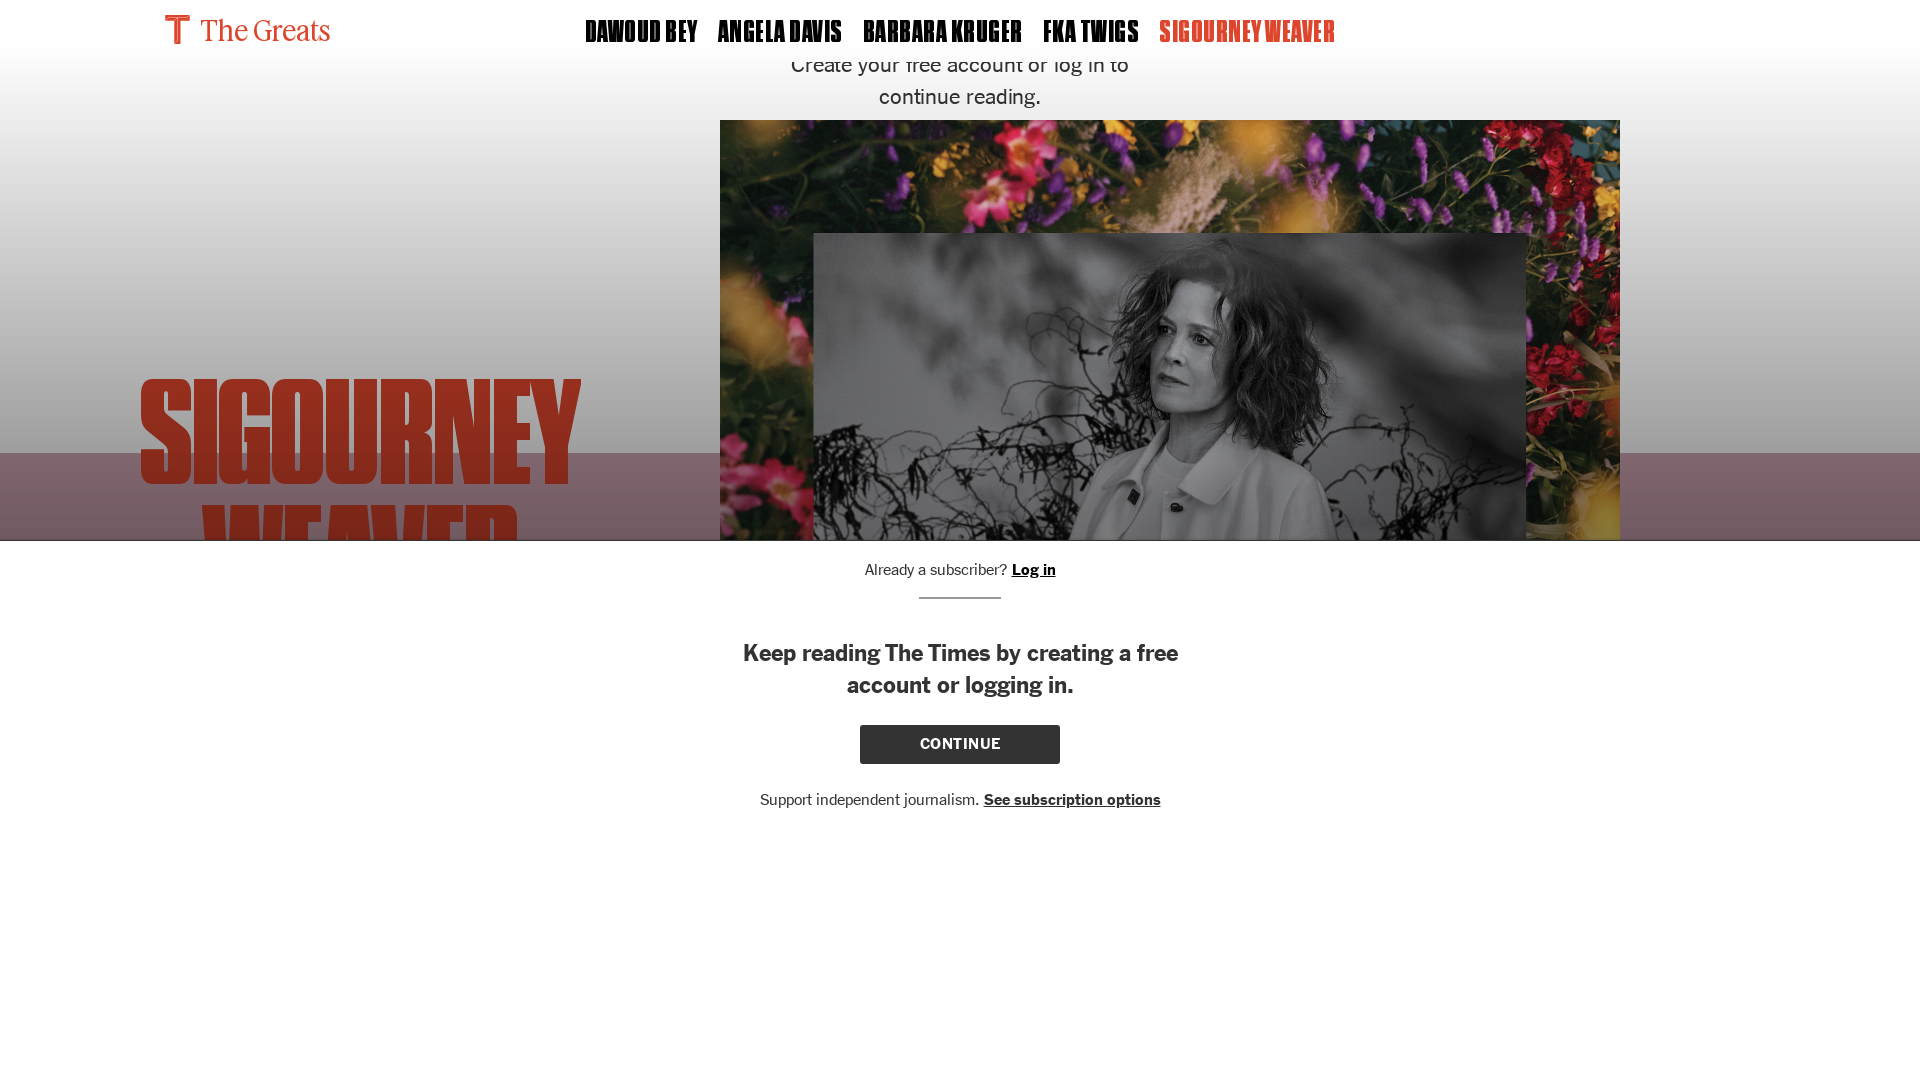 T The Greats
DAWOUD BEY ANGELA DAVIS BARBARA KRUGER FKA TWIGS SIGOURNEY WEAVER
Create your free account or log in to
continue reading.
SIGOURNEY
WEAVER
Already a subscriber? Log in
Keep reading The Times by creating a free
account or logging in.
CONTINUE
Support independent journalism. See subscription options